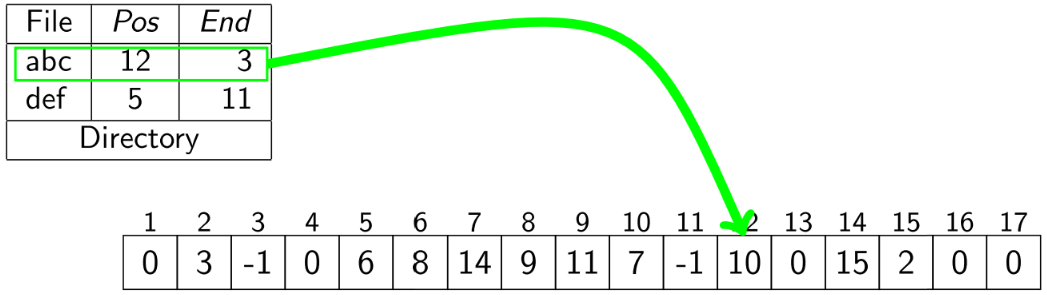 File Pos End
abc 12 3
def 5 11
Directory
1 2 3 4 5 6 7 8 9 10 11 12 13 14 15 16 17
0 3 -1 0 6 8 14 9 11 7 -1 10 0 15 2 0 0